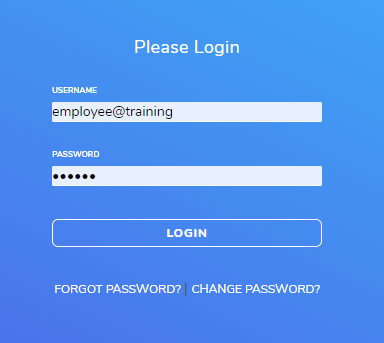 Please Login
USERNAME
employee@training
PASSWORD
••••••
LOGIN
FORGOT PASSWORD? | CHANGE PASSWORD?